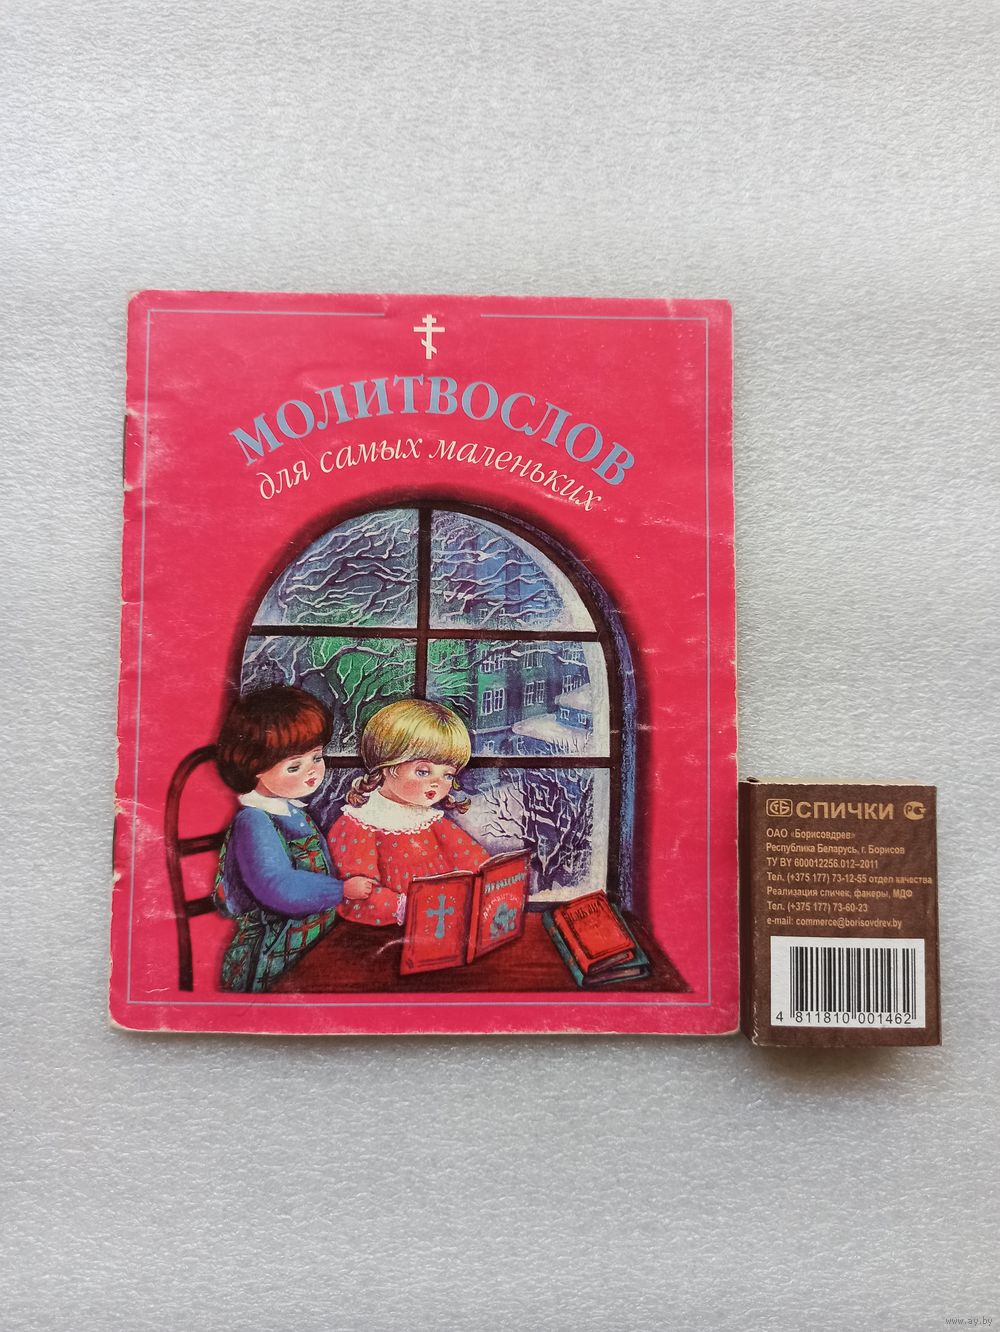 МОЛИТВОСЛОВ
для самых маленьких
СПИЧКИ
ОАО «Борисовдрев»
Республика Беларусь, г. Борисов
ТУ BY 600012256.012–2011
Тел. (+375 177) 73-12-55 отдел качества
Реализация спичек, фанеры, МДФ
Тел. (+375 177) 73-60-23
e-mail: commerce@borisovdrev.by
4 811810 001462
www.ay.by